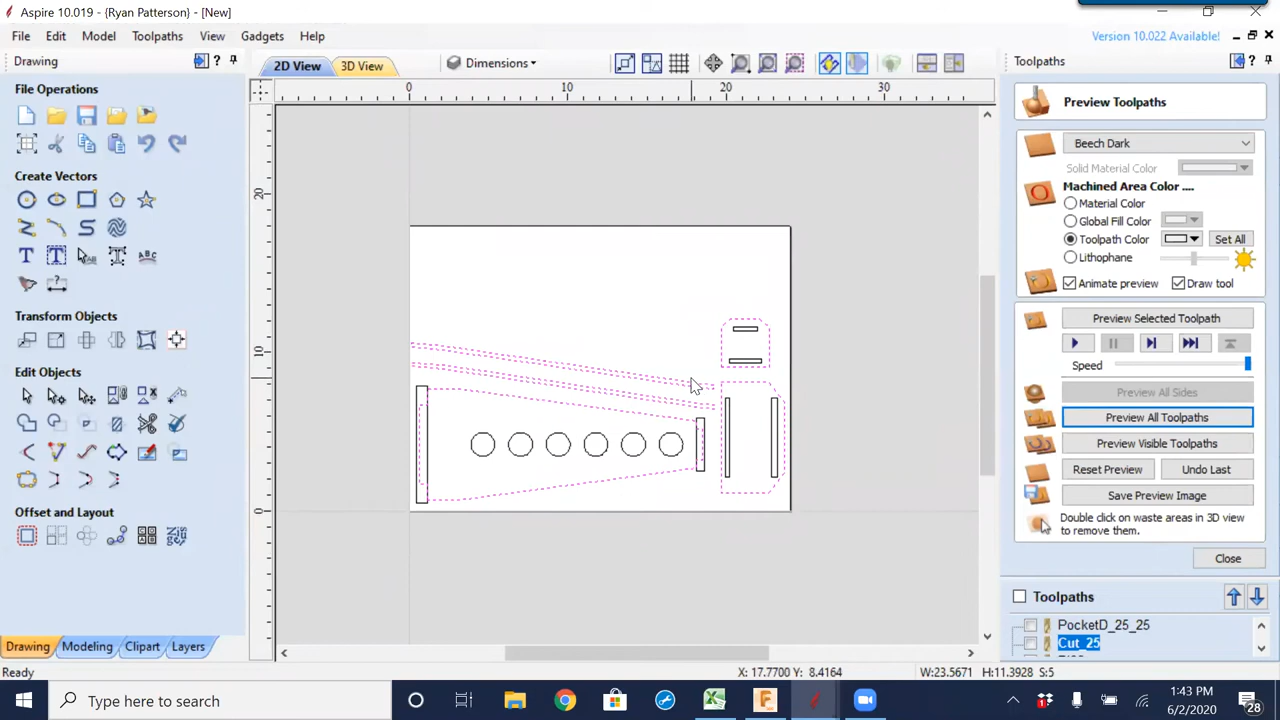 Aspire 10.019 - {Ryan Patterson} - [New]
File Edit Model Toolpaths View Gadgets Help
Version 10.022 Available!
Drawing
2D View
3D View
Dimensions
Toolpaths
File Operations
0 10 20 30
Preview Toolpaths
Beech Dark
Solid Material Color
Create Vectors
Machined Area Color ....
Material Color
Global Fill Color
Toolpath Color
Set All
Lithophane
Animate preview
Draw tool
Transform Objects
Preview Selected Toolpath
Speed
Edit Objects
Preview All Sides
Preview All Toolpaths
Preview Visible Toolpaths
Reset Preview
Undo Last
Save Preview Image
Offset and Layout
Double click on waste areas in 3D view
to remove them.
20
10
0
Close
Toolpaths
PocketD_25_25
Cut_25
Drawing
Modeling
Clipart
Layers
Ready
X: 17.7700 Y: 8.4164
W:23.5671 H:11.3928 S:5
Type here to search
1:43 PM
6/2/2020
28